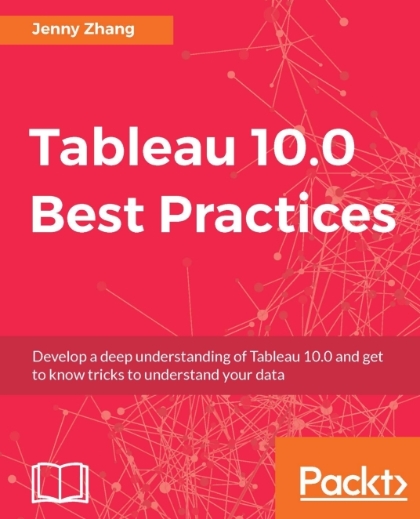 Jenny Zhang
Tableau 10.0
Best Practices
Develop a deep understanding of Tableau 10.0 and get
to know tricks to understand your data
Packt>